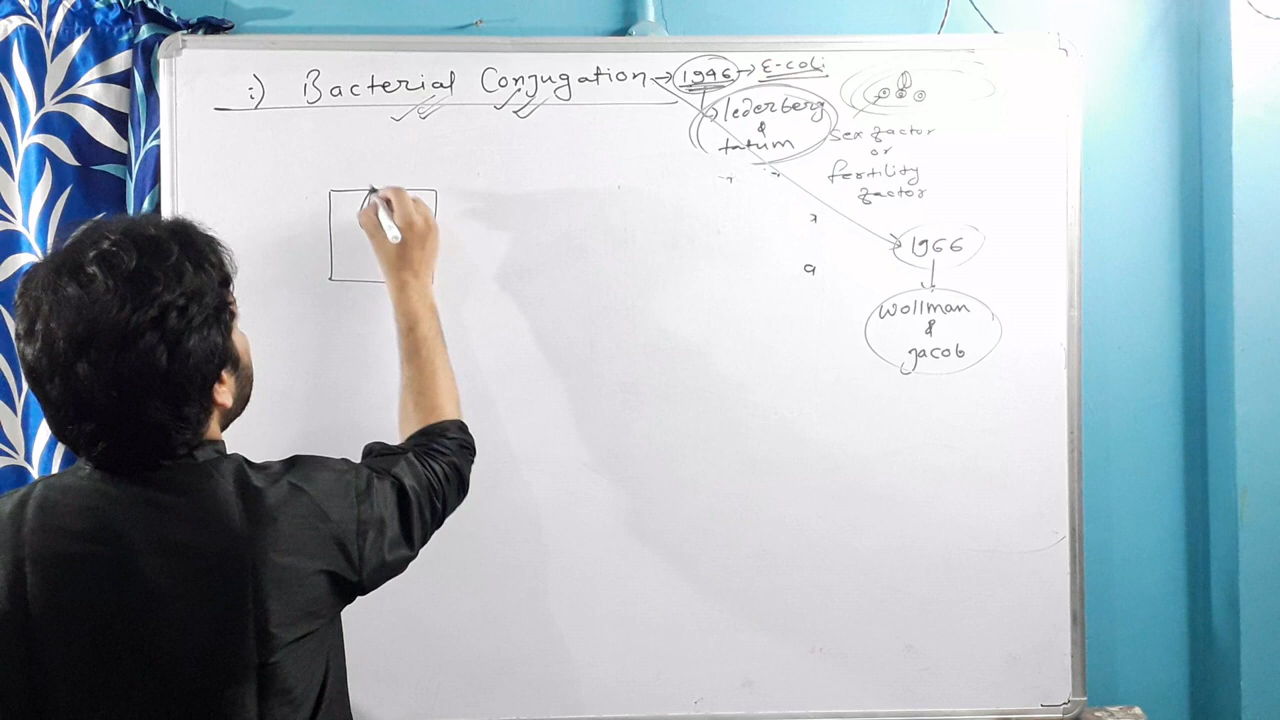 :) Bacterial Conjugation → 1946 → E-coli
lederberg
&
tatum
Sex factor
or
fertility
factor
1966
wollman
&
jacob